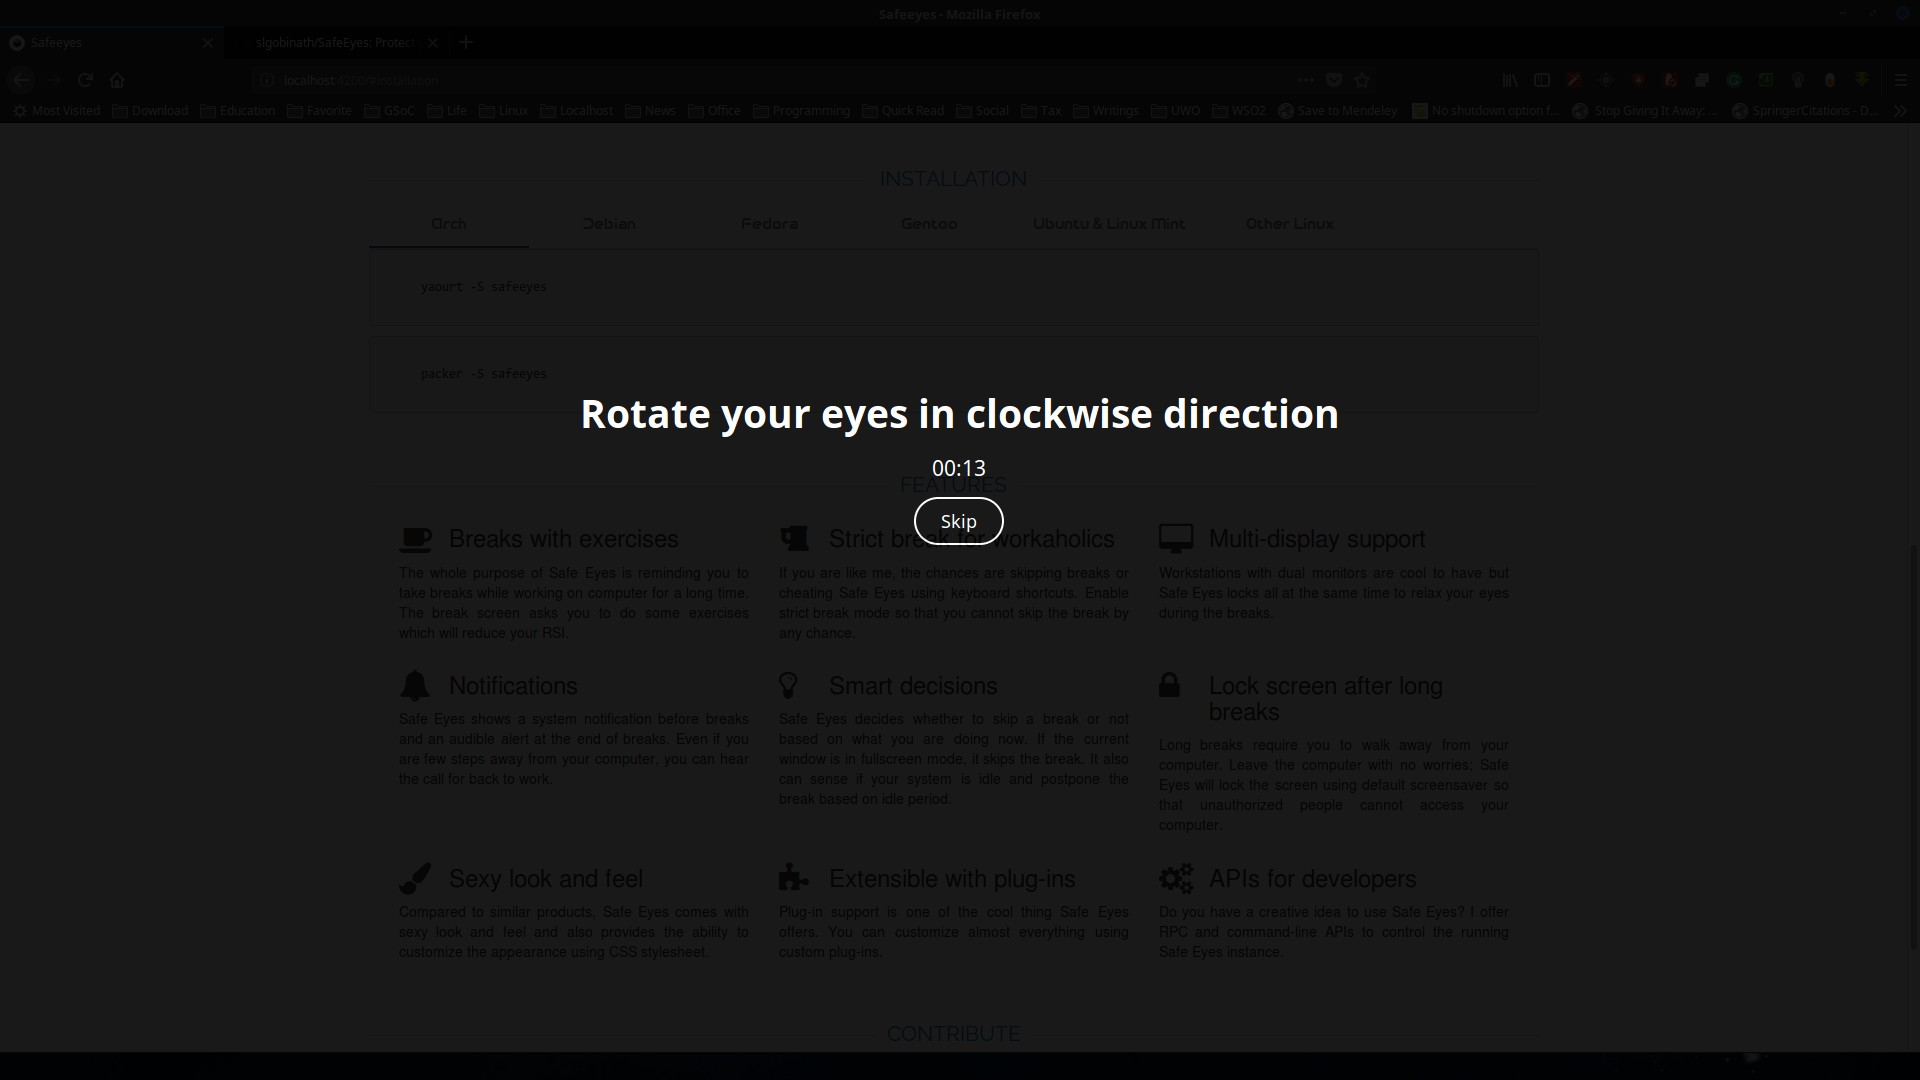 Safeeyes - Mozilla Firefox
Safeeyes
slgobinath/SafeEyes: Protect
localhost:4200/#installation
Most Visited Download Education Favorite GSoC Life Linux Localhost News Office Programming Quick Read Social Tax Writings UWO WSO2 Save to Mendeley No shutdown option f... Stop Giving It Away: ... SpringerCitations - D...
INSTALLATION
Arch Debian Fedora Gentoo Ubuntu & Linux Mint Other Linux
yaourt -S safeeyes
packer -S safeeyes
Rotate your eyes in clockwise direction
00:13
FEATURES
Skip
Breaks with exercises
The whole purpose of Safe Eyes is reminding you to
take breaks while working on computer for a long time.
The break screen asks you to do some exercises
which will reduce your RSI.
Strict break for workaholics
If you are like me, the chances are skipping breaks or
cheating Safe Eyes using keyboard shortcuts. Enable
strict break mode so that you cannot skip the break by
any chance.
Multi-display support
Workstations with dual monitors are cool to have but
Safe Eyes locks all at the same time to relax your eyes
during the breaks.
Notifications
Safe Eyes shows a system notification before breaks
and an audible alert at the end of breaks. Even if you
are few steps away from your computer, you can hear
the call for back to work.
Smart decisions
Safe Eyes decides whether to skip a break or not
based on what you are doing now. If the current
window is in fullscreen mode, it skips the break. It also
can sense if your system is idle and postpone the
break based on idle period.
Lock screen after long
breaks
Long breaks require you to walk away from your
computer. Leave the computer with no worries; Safe
Eyes will lock the screen using default screensaver so
that unauthorized people cannot access your
computer.
Sexy look and feel
Compared to similar products, Safe Eyes comes with
sexy look and feel and also provides the ability to
customize the appearance using CSS stylesheet.
Extensible with plug-ins
Plug-in support is one of the cool thing Safe Eyes
offers. You can customize almost everything using
custom plug-ins.
APIs for developers
Do you have a creative idea to use Safe Eyes? I offer
RPC and command-line APIs to control the running
Safe Eyes instance.
CONTRIBUTE